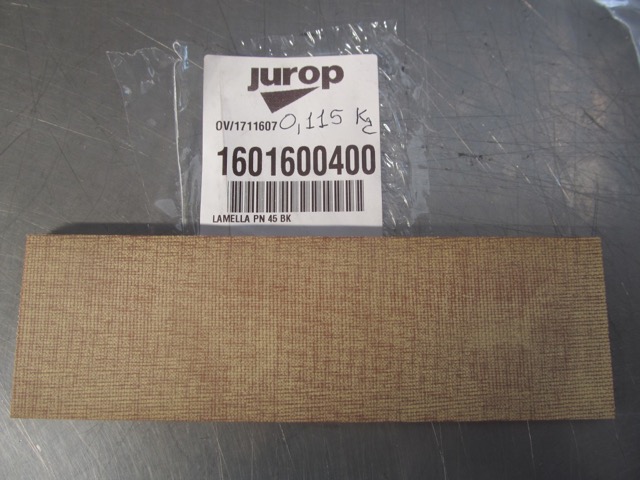 jurop
OV/1711607 0,115 Kg
1601600400
LAMELLA PN 45 BK